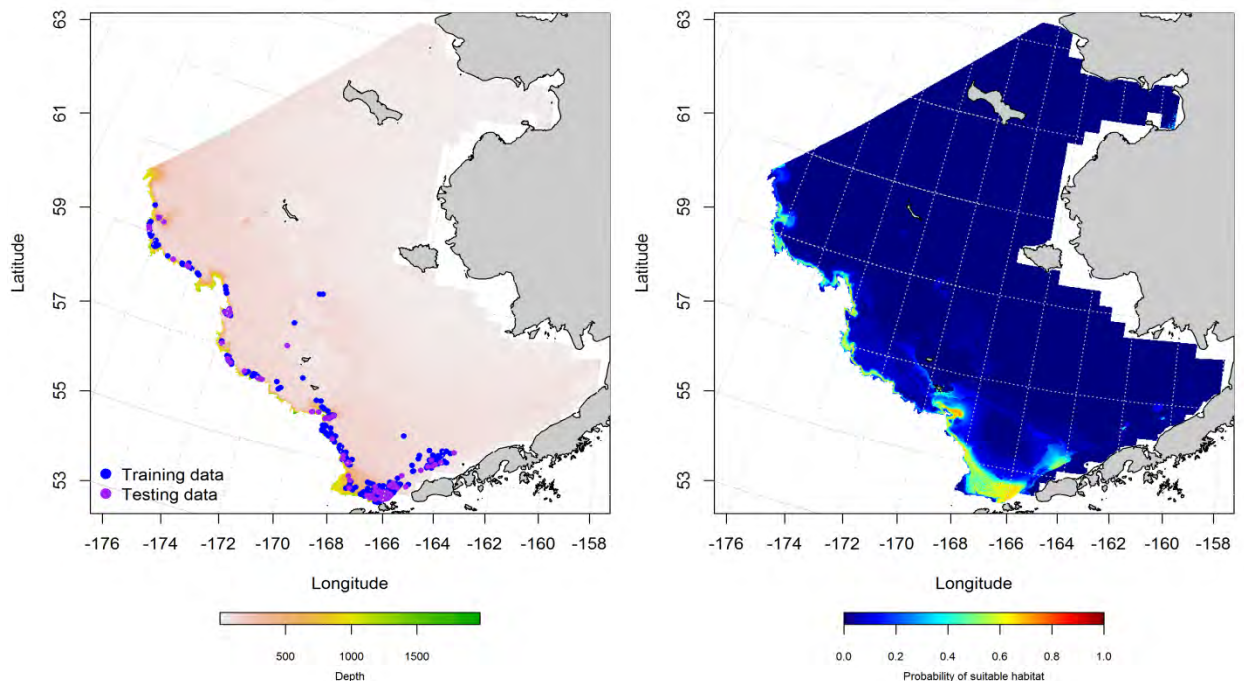 63
61
59
57
55
53
Latitude
Training data
Testing data
-176 -174 -172 -170 -168 -166 -164 -162 -160 -158
Longitude
500 1000 1500
Depth
63
61
59
57
55
53
Latitude
-176 -174 -172 -170 -168 -166 -164 -162 -160 -158
Longitude
0.0 0.2 0.4 0.6 0.8 1.0
Probability of suitable habitat